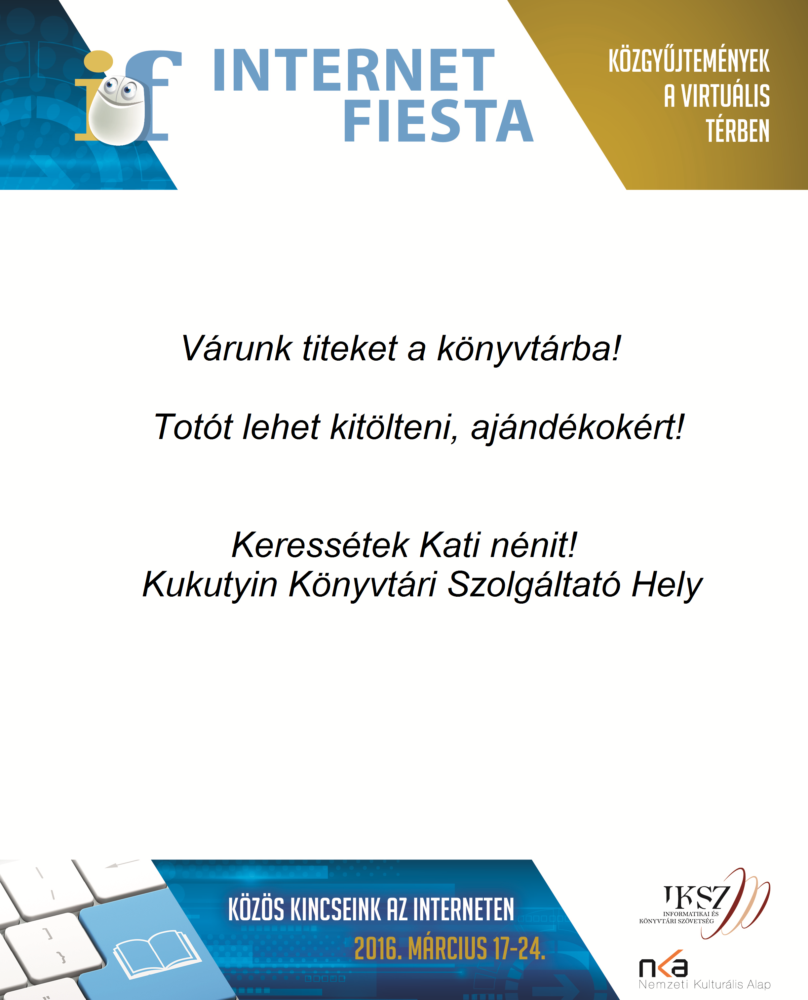 if
INTERNET
FIESTA
KÖZGYŰJTEMÉNYEK
A VIRTUÁLIS
TÉRBEN
Várunk titeket a könyvtárba!
Totót lehet kitölteni, ajándékokért!
Keressétek Kati nénit!
Kukutyin Könyvtári Szolgáltató Hely
KÖZÖS KINCSEINK AZ INTERNETEN
2016. MÁRCIUS 17-24.
IKSZ
INFORMATIKAI ÉS
KÖNYVTÁRI SZÖVETSÉG
nka
Nemzeti Kulturális Alap